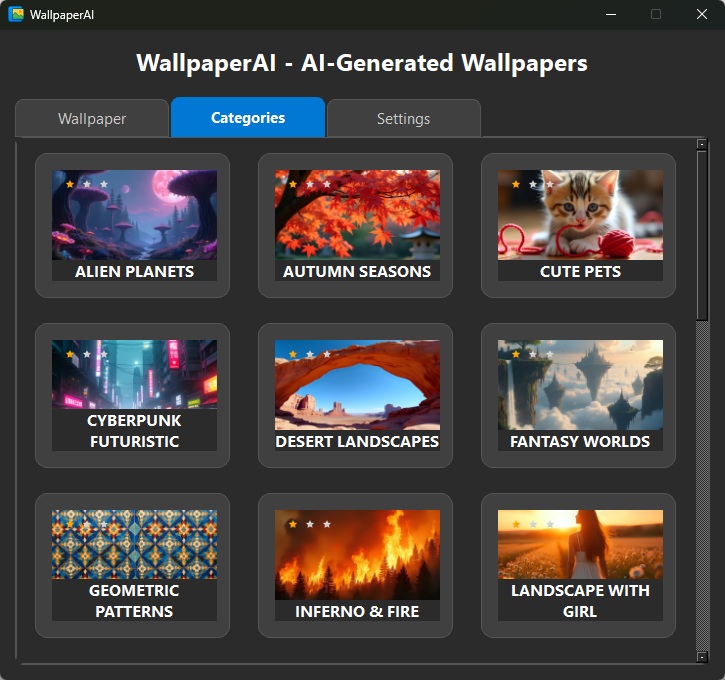 WallpaperAI
WallpaperAI - AI-Generated Wallpapers
Wallpaper
Categories
Settings
ALIEN PLANETS
AUTUMN SEASONS
CUTE PETS
CYBERPUNK
FUTURISTIC
DESERT LANDSCAPES
FANTASY WORLDS
GEOMETRIC
PATTERNS
INFERNO & FIRE
LANDSCAPE WITH
GIRL